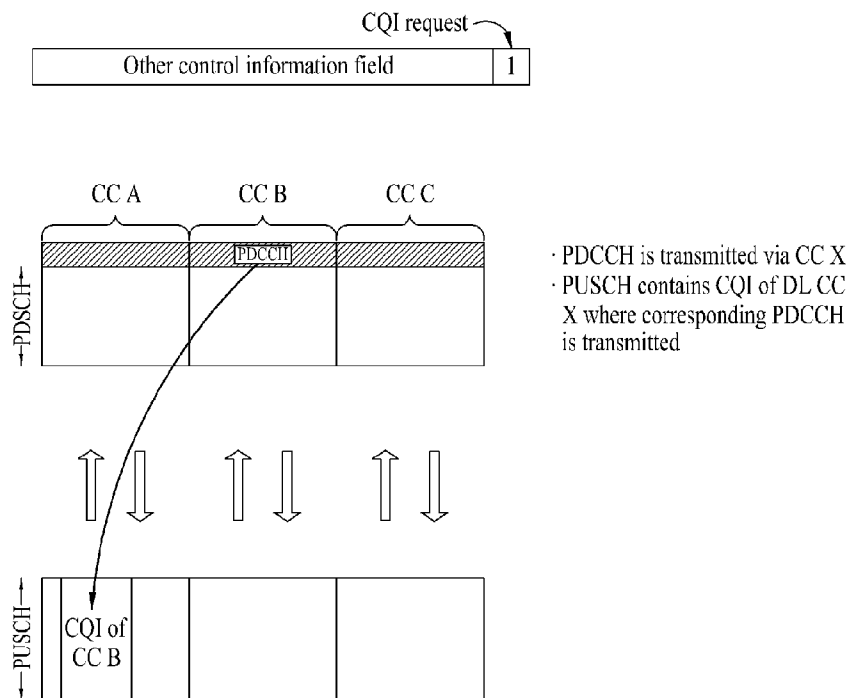 CQI request
Other control information field 1
CC A CC B CC C
PDCCH
PDSCH
· PDCCH is transmitted via CC X
· PUSCH contains CQI of DL CC
X where corresponding PDCCH
is transmitted
PUSCH
CQI of
CC B